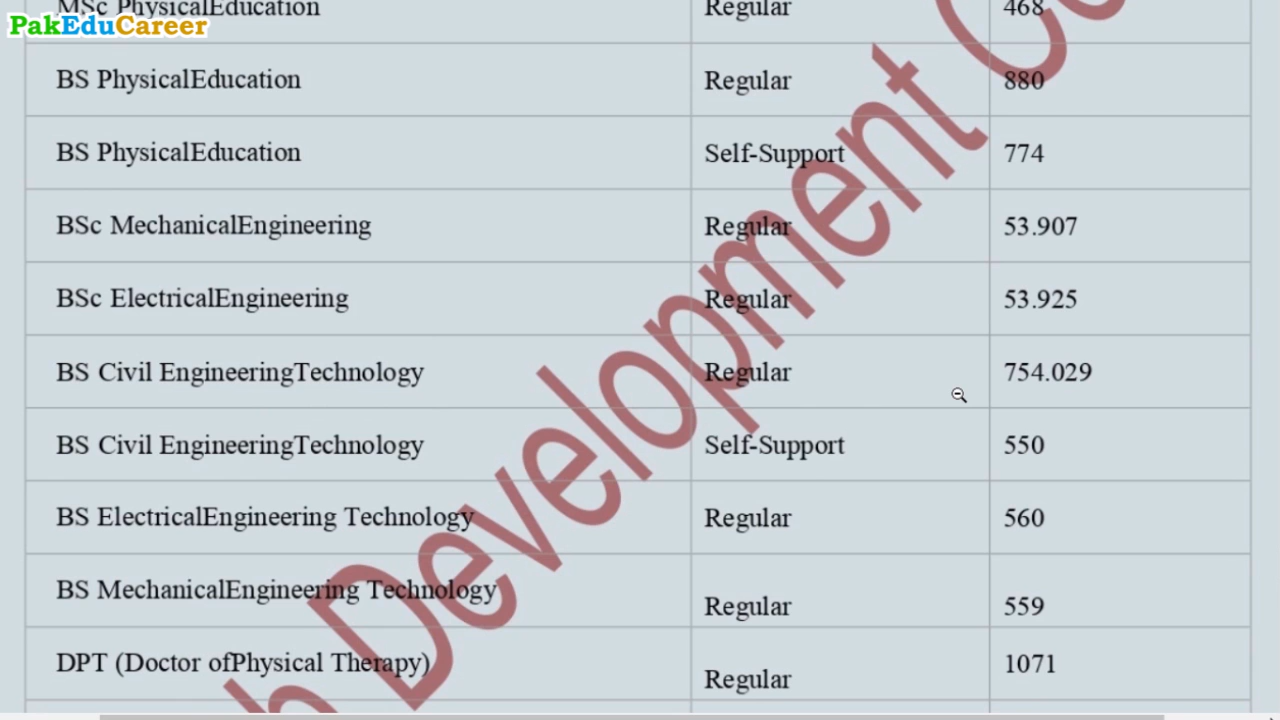 MSc PhysicalEducation Regular 468
PakEduCareer
BS PhysicalEducation Regular 880
BS PhysicalEducation Self-Support 774
BSc MechanicalEngineering Regular 53.907
BSc ElectricalEngineering Regular 53.925
BS Civil EngineeringTechnology Regular 754.029
BS Civil EngineeringTechnology Self-Support 550
BS ElectricalEngineering Technology Regular 560
BS MechanicalEngineering Technology Regular 559
DPT (Doctor ofPhysical Therapy) Regular 1071
Development